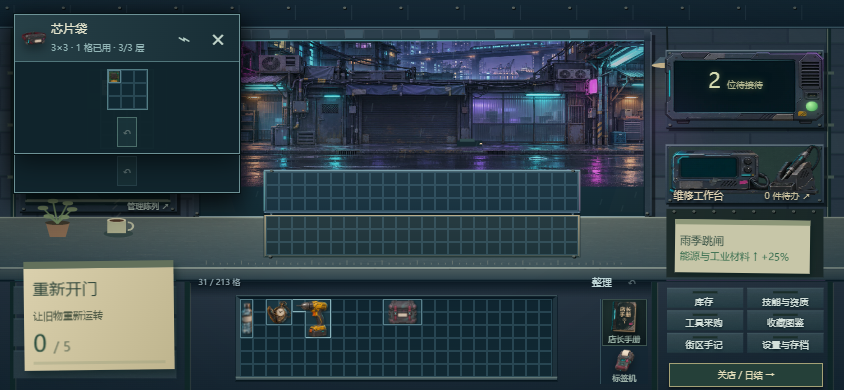 芯片袋
3×3 · 1 格已用 · 3/3 层
管理陈列 ↗
2 位待接待
维修工作台
0 件待办 ↗
雨季跳闸
能源与工业材料 ↑ +25%
重新开门
让旧物重新运转
0 / 5
31 / 213 格
整理
店长手册
标签机
库存
技能与资质
工具采购
收藏图鉴
街区手记
设置与存档
关店 / 日结 →